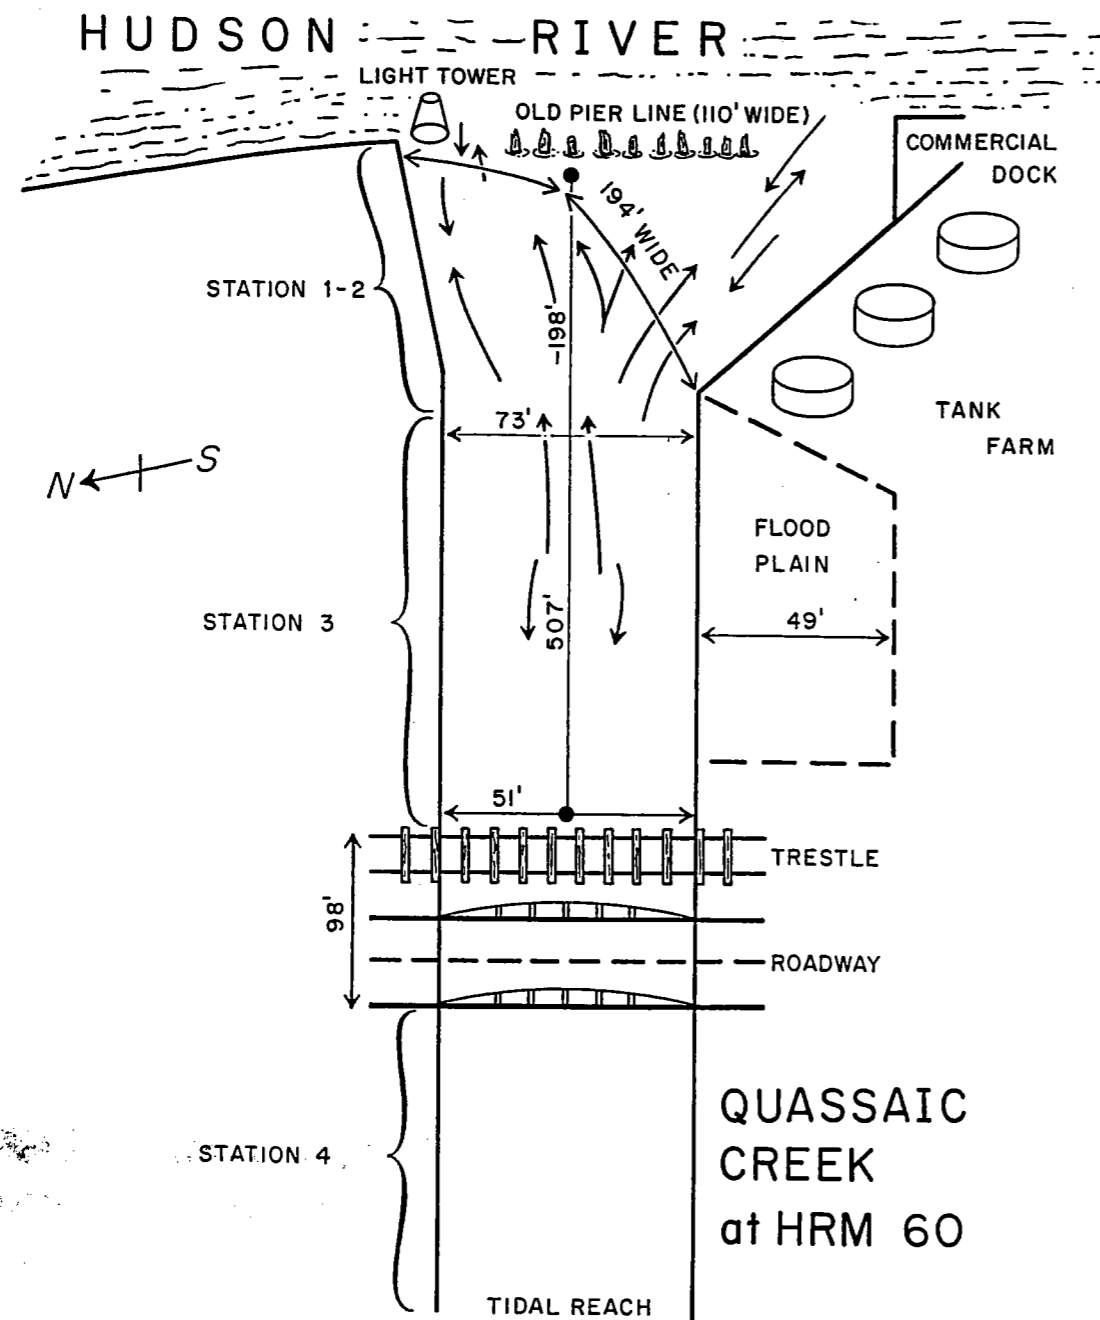 HUDSON RIVER
LIGHT TOWER
OLD PIER LINE (110' WIDE)
COMMERCIAL
DOCK
194' WIDE
STATION 1-2
-198'
TANK
FARM
73'
N S
FLOOD
PLAIN
STATION 3
507'
49'
51'
TRESTLE
98'
ROADWAY
QUASSAIC
CREEK
at HRM 60
STATION 4
TIDAL REACH